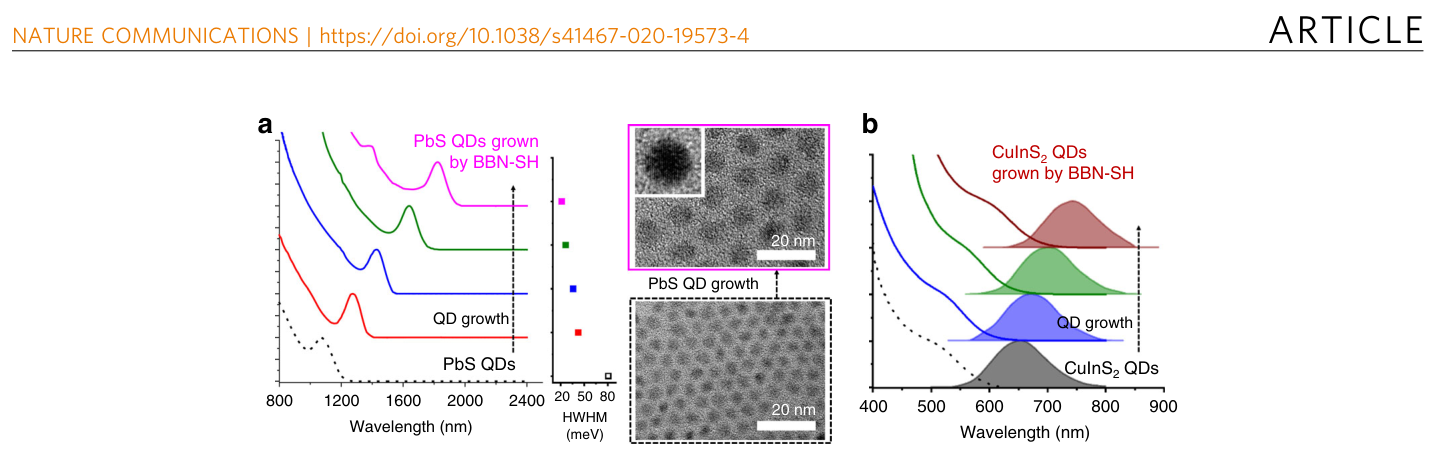 NATURE COMMUNICATIONS | https://doi.org/10.1038/s41467-020-19573-4
ARTICLE
a
PbS QDs grown
by BBN-SH
QD growth
PbS QDs
800 1200 1600 2000 2400
Wavelength (nm)
20 50 80
HWHM
(meV)
20 nm
PbS QD growth
20 nm
b
CuInS₂ QDs
grown by BBN-SH
QD growth
CuInS₂ QDs
400 500 600 700 800 900
Wavelength (nm)